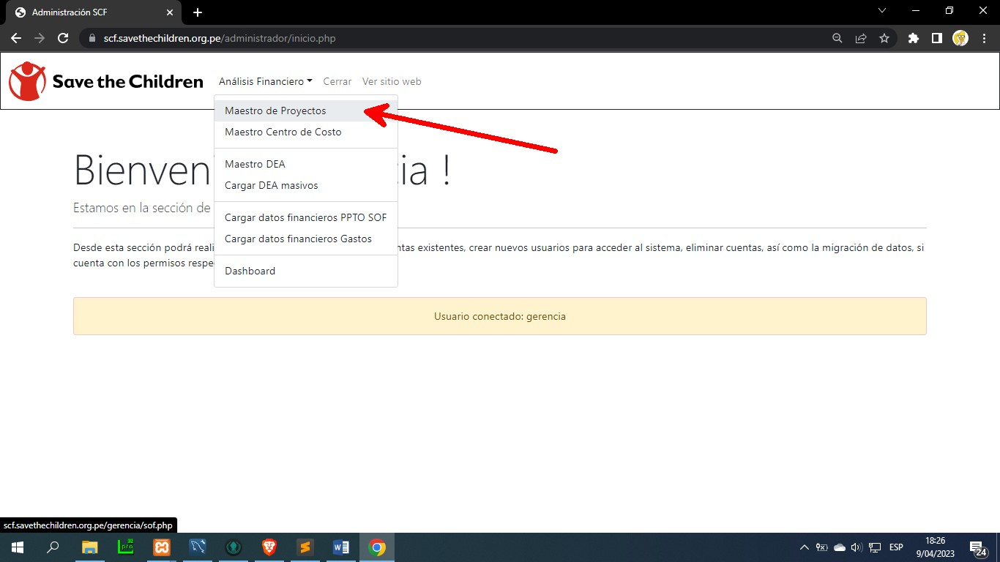 Administración SCF
scf.savethechildren.org.pe/administrador/inicio.php
Save the Children
Análisis Financiero
Cerrar
Ver sitio web
Maestro de Proyectos
Maestro Centro de Costo
Maestro DEA
Cargar DEA masivos
Cargar datos financieros PPTO SOF
Cargar datos financieros Gastos
Dashboard
Bienven cia !
Estamos en la sección de
Desde esta sección podrá reali ntas existentes, crear nuevos usuarios para acceder al sistema, eliminar cuentas, así como la migración de datos, si
cuenta con los permisos respe
Usuario conectado: gerencia
scf.savethechildren.org.pe/gerencia/sof.php
ESP
18:26
9/04/2023
24